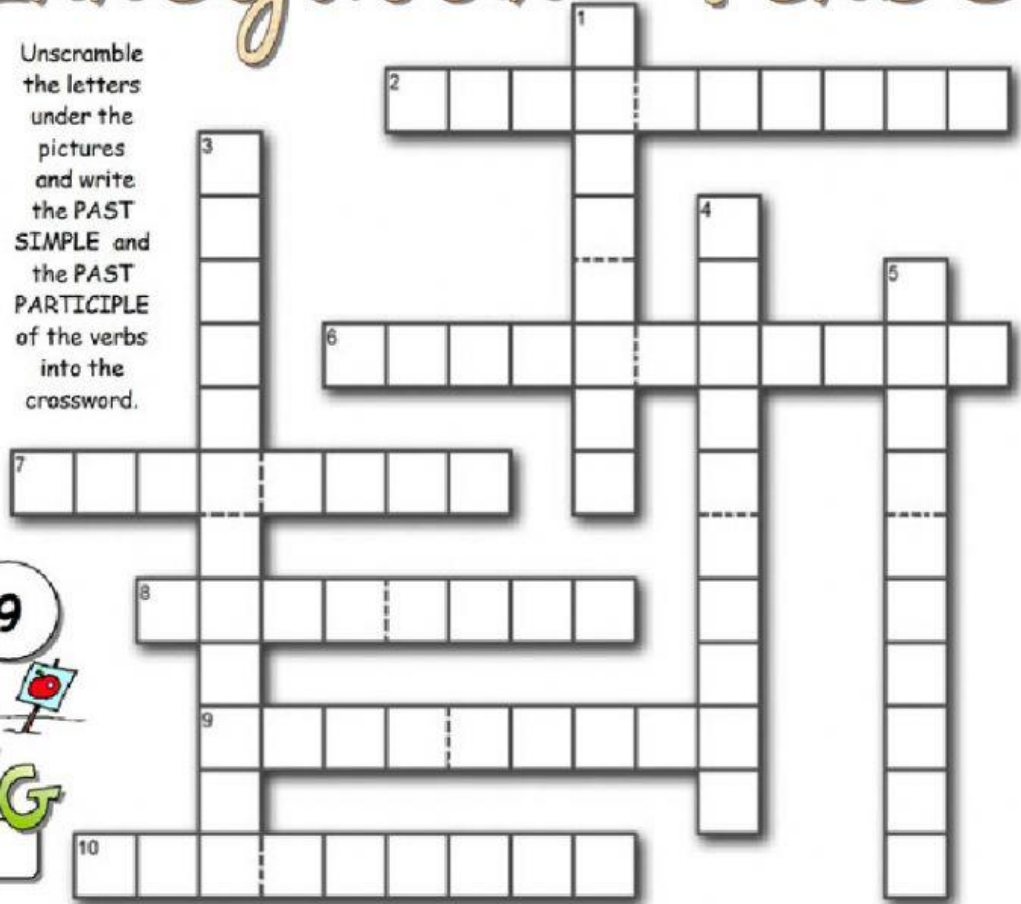 1
Unscramble
the letters
under the
pictures
and write
the PAST
SIMPLE and
the PAST
PARTICIPLE
of the verbs
into the
crossword.
2
3
4
5
6
7
8
9
9
G
10